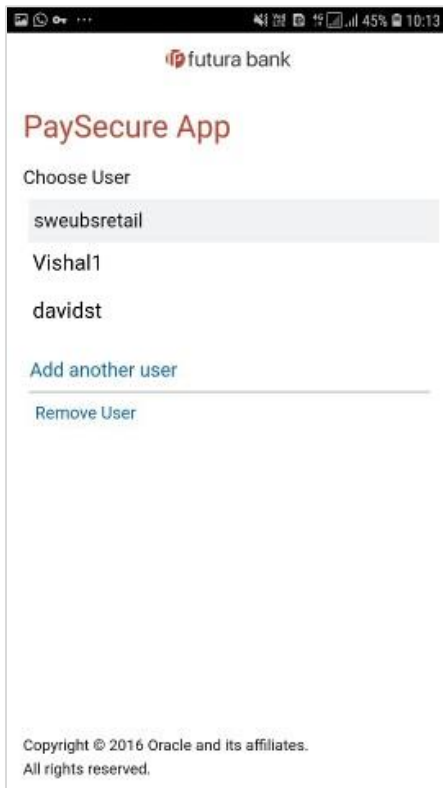 45% 10:13
futura bank
PaySecure App
Choose User
sweubsretail
Vishal1
davidst
Add another user
Remove User
Copyright © 2016 Oracle and its affiliates.
All rights reserved.